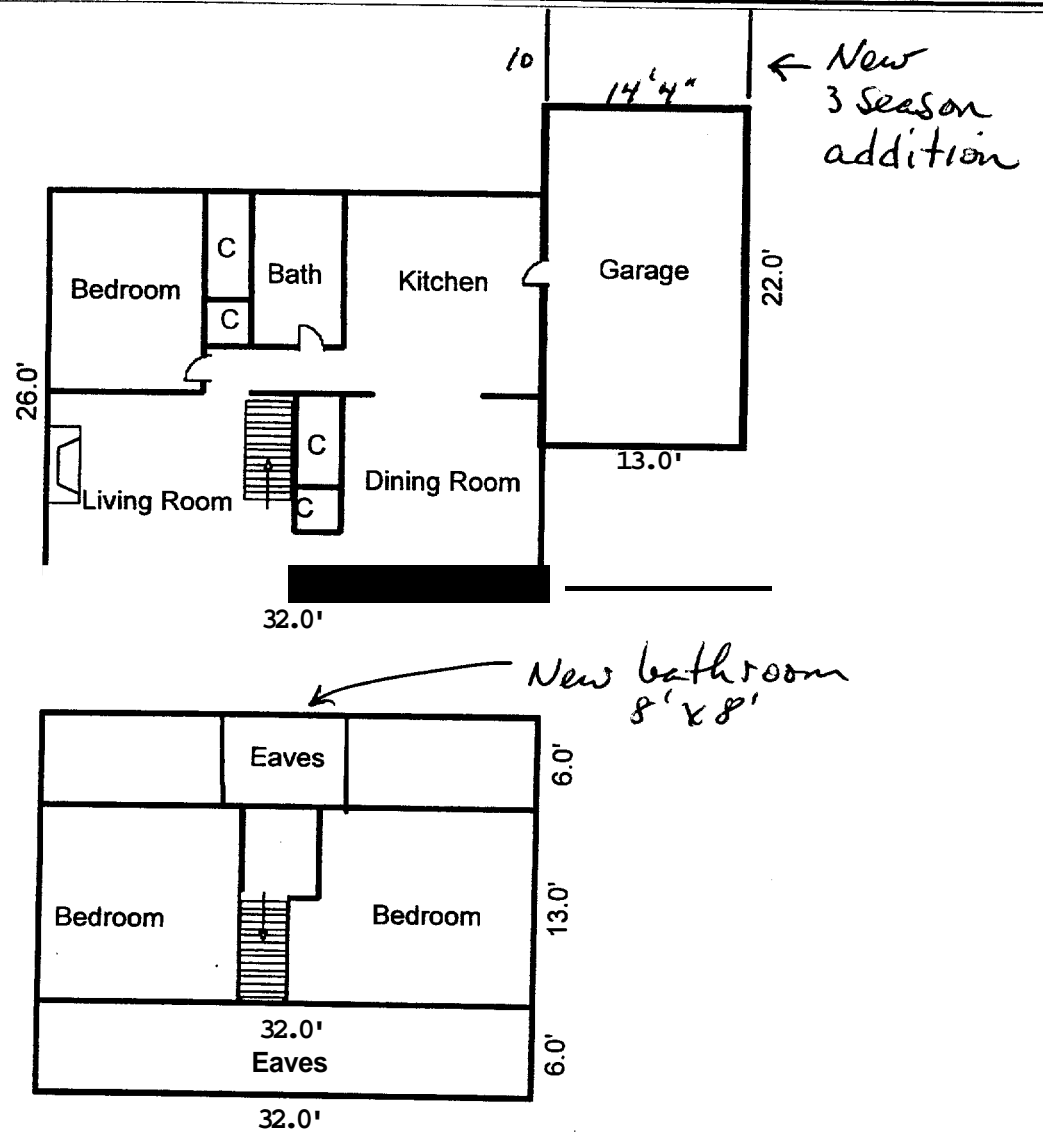 10
14'4"
← New
3 season
addition
C
Bedroom
Bath
Kitchen
Garage
22.0'
C
26.0'
C
Living Room
C
Dining Room
13.0'
32.0'
New bathroom
8' x 8'
Eaves
6.0'
Bedroom
Bedroom
13.0'
32.0'
Eaves
6.0'
32.0'